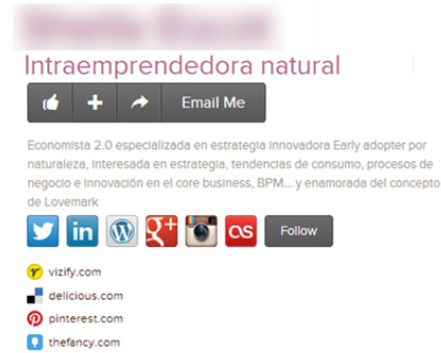 Intraemprendedora natural
Email Me
Economista 2.0 especializada en estrategia innovadora Early adopter por
naturaleza, interesada en estrategia, tendencias de consumo, procesos de
negocio e innovación en el core business, BPM... y enamorada del concepto
de Lovemark
in g+ Follow
vizify.com
delicious.com
pinterest.com
thefancy.com